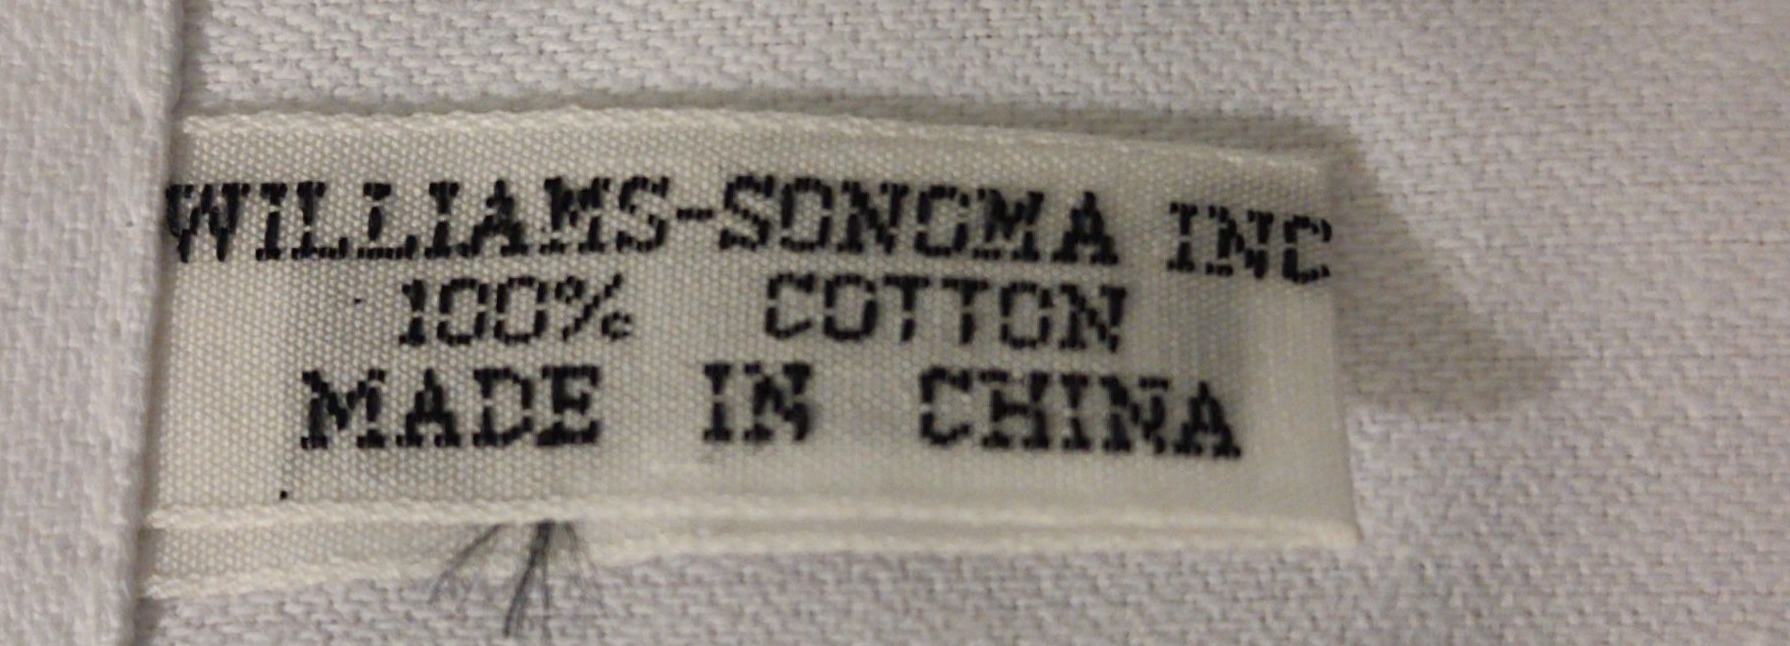 WILLIAMS-SONOMA INC
100% COTTON
MADE IN CHINA